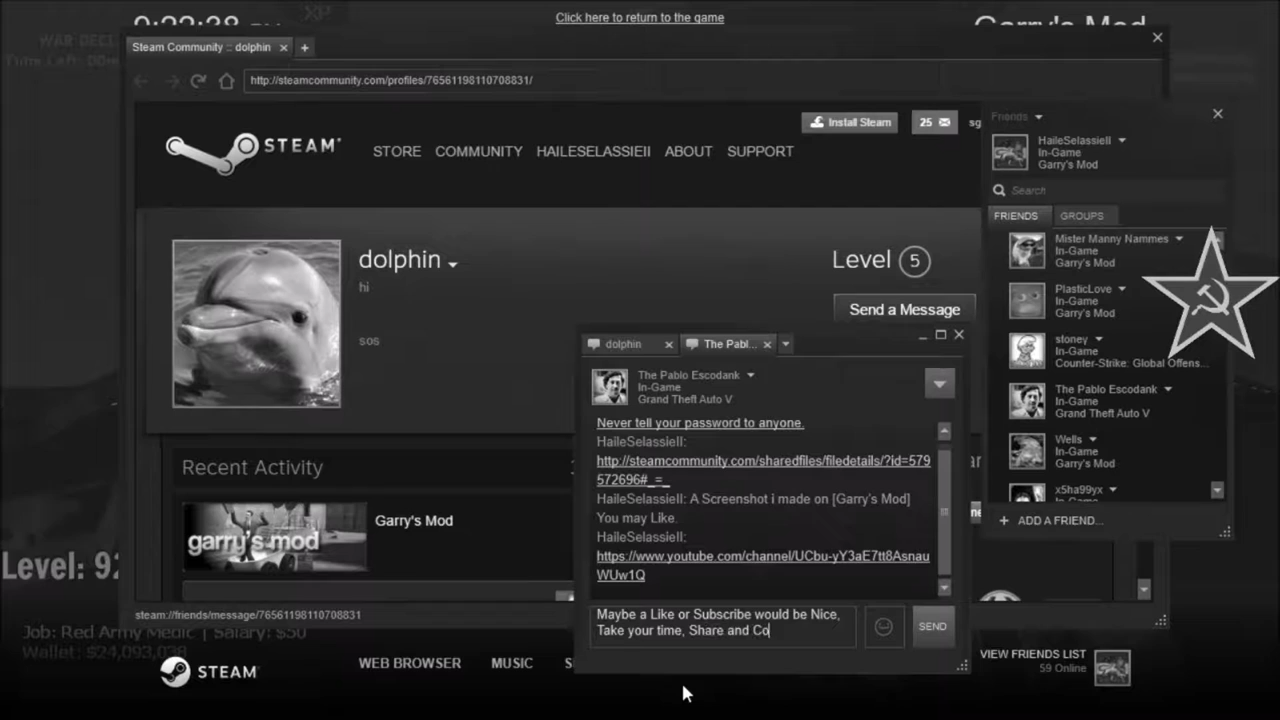 Click here to return to the game
Garry's Mod
Steam Community :: dolphin
http://steamcommunity.com/profiles/76561198110708831/
Install Steam
25
sg
STEAM
STORE COMMUNITY HAILESELASSIEII ABOUT SUPPORT
dolphin
hi
sos
Level 5
Send a Message
Recent Activity
Garry's Mod
garry's mod
Friends
HaileSelassieII
In-Game
Garry's Mod
Search
FRIENDS GROUPS
Mister Manny Nammes
In-Game
Garry's Mod
PlasticLove
In-Game
Garry's Mod
stoney
In-Game
Counter-Strike: Global Offens...
The Pablo Escodank
In-Game
Grand Theft Auto V
Wells
In-Game
Garry's Mod
x5ha99yx
+ ADD A FRIEND...
dolphin
The Pabl...
The Pablo Escodank
In-Game
Grand Theft Auto V
Never tell your password to anyone.
HaileSelassieII:
http://steamcommunity.com/sharedfiles/filedetails/?id=579
572696#_=_
HaileSelassieII: A Screenshot i made on [Garry's Mod]
You may Like.
HaileSelassieII:
https://www.youtube.com/channel/UCbu-yY3aE7tt8Asnau
WUw1Q
Maybe a Like or Subscribe would be Nice,
Take your time, Share and Co
SEND
steam://friends/message/76561198110708831
Level: 92
Job: Red Army Medic | Salary: $50
Wallet: $24,093,038
STEAM
WEB BROWSER MUSIC S
VIEW FRIENDS LIST
59 Online